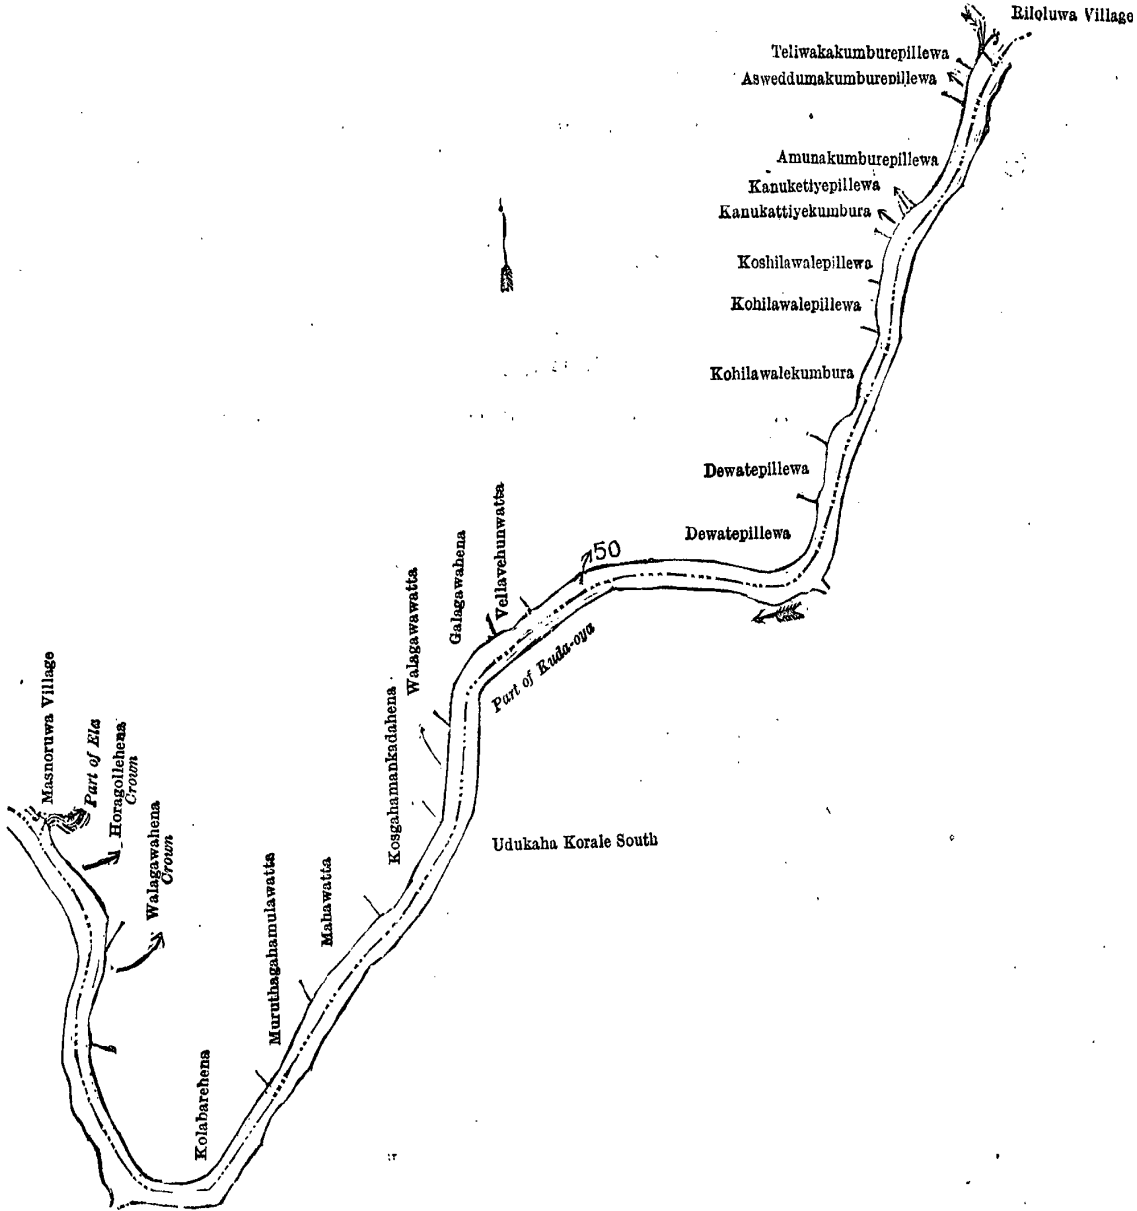 Riloluwa Village
Teliwakakumburepillewa
Asweddumakumburepillewa
Amunakumburepillewa
Kanuketiyepillewa
Kanukattiyekumbura
Koshilawalepillewa
Kohilawalepillewa
Kohilawalekumbura
Dewatepillewa
Dewatepillewa
50
Vellavehunwatta
Galagawahena
Walagawawatta
Part of Kuda-oya
Kosgahamankadahena
Masnoruwa Village
Part of Ela
Horagollehena
Crown
Walagawahena
Crown
Udukaha Korale South
Mahawatta
Muruthagahamulawatta
Kolabarehena